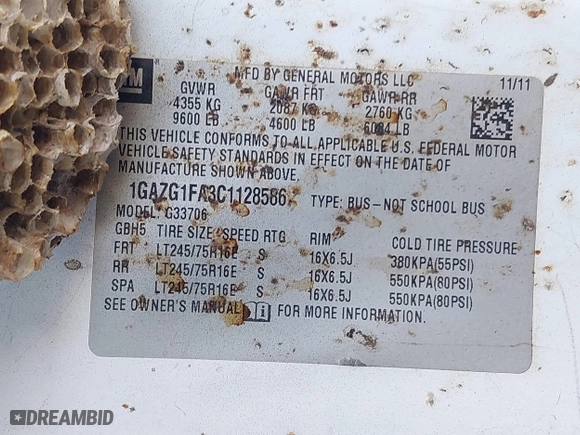 GM
MFD BY GENERAL MOTORS LLC
11/11
GVWR GAWR FRT GAWR RR
4355 KG 2087 KG 2760 KG
9600 LB 4600 LB 6084 LB
THIS VEHICLE CONFORMS TO ALL APPLICABLE U.S. FEDERAL MOTOR
VEHICLE SAFETY STANDARDS IN EFFECT ON THE DATE OF
MANUFACTURE SHOWN ABOVE.
1GAZG1FA3C1128586 TYPE: BUS-NOT SCHOOL BUS
MODEL: G33706
GBH5 TIRE SIZE SPEED RTG RIM COLD TIRE PRESSURE
FRT LT245/75R16E S 16X6.5J 380KPA(55PSI)
RR LT245/75R16E S 16X6.5J 550KPA(80PSI)
SPA LT245/75R16E S 16X6.5J 550KPA(80PSI)
SEE OWNER'S MANUAL FOR MORE INFORMATION.
DREAMBID